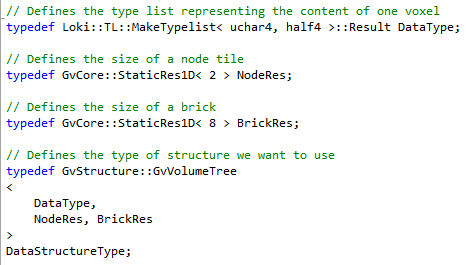 // Defines the type list representing the content of one voxel
typedef Loki::TL::MakeTypelist< uchar4, half4 >::Result DataType;
// Defines the size of a node tile
typedef GvCore::StaticRes1D< 2 > NodeRes;
// Defines the size of a brick
typedef GvCore::StaticRes1D< 8 > BrickRes;
// Defines the type of structure we want to use
typedef GvStructure::GvVolumeTree
<
DataType,
NodeRes, BrickRes
>
DataStructureType;